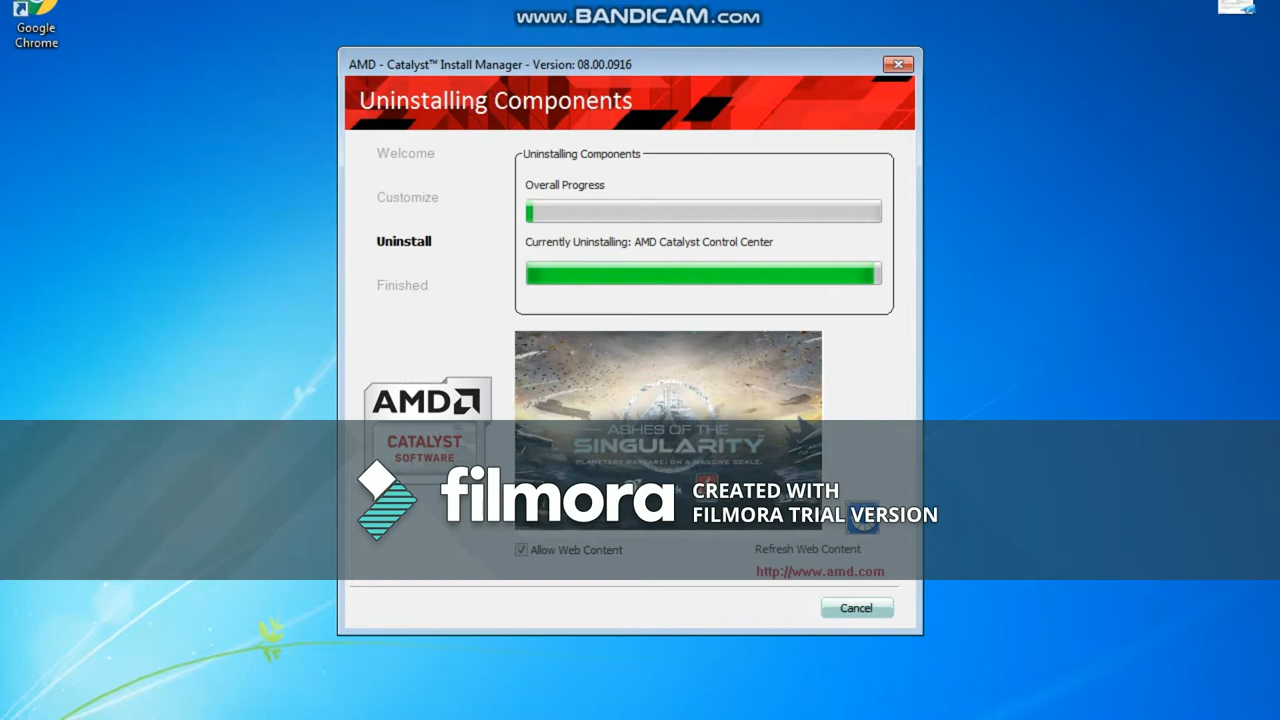 www.BANDICAM.com
Google
Chrome
AMD - Catalyst™ Install Manager - Version: 08.00.0916
Uninstalling Components
Welcome
Customize
Uninstall
Finished
Uninstalling Components
Overall Progress
Currently Uninstalling: AMD Catalyst Control Center
AMD
CATALYST
SOFTWARE
ASHES OF THE
SINGULARITY
PLANETARY WARFARE; ON A MASSIVE SCALE.
filmora
CREATED WITH
FILMORA TRIAL VERSION
Allow Web Content
Refresh Web Content
http://www.amd.com
Cancel